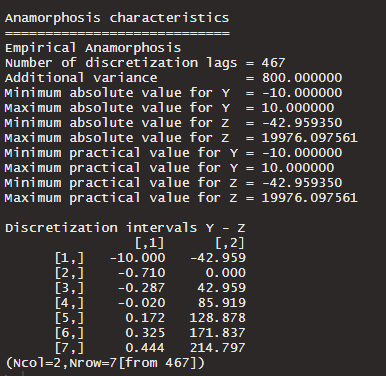 Anamorphosis characteristics
============================
Empirical Anamorphosis
Number of discretization lags = 467
Additional variance           = 800.000000
Minimum absolute value for Y  = -10.000000
Maximum absolute value for Y  = 10.000000
Minimum absolute value for Z  = -42.959350
Maximum absolute value for Z  = 19976.097561
Minimum practical value for Y = -10.000000
Maximum practical value for Y = 10.000000
Minimum practical value for Z = -42.959350
Maximum practical value for Z = 19976.097561
Discretization intervals Y - Z
[,1] [,2]
[1,] -10.000 -42.959
[2,] -0.710 0.000
[3,] -0.287 42.959
[4,] -0.020 85.919
[5,] 0.172 128.878
[6,] 0.325 171.837
[7,] 0.444 214.797
(Ncol=2,Nrow=7[from 467])